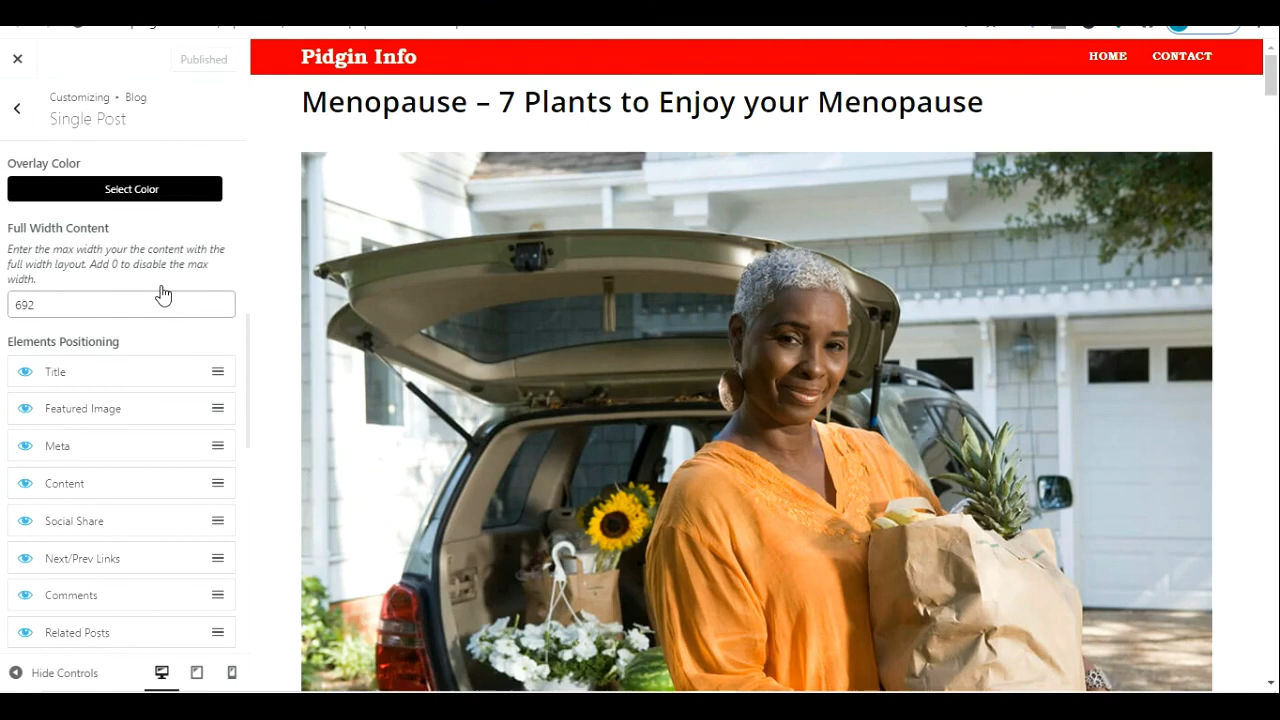 Published
Customizing • Blog
Single Post
Overlay Color
Select Color
Full Width Content
Enter the max width your the content with the
full width layout. Add 0 to disable the max
width.
692
Elements Positioning
Title
Featured Image
Meta
Content
Social Share
Next/Prev Links
Comments
Related Posts
Hide Controls
Pidgin Info
HOME CONTACT
Menopause – 7 Plants to Enjoy your Menopause